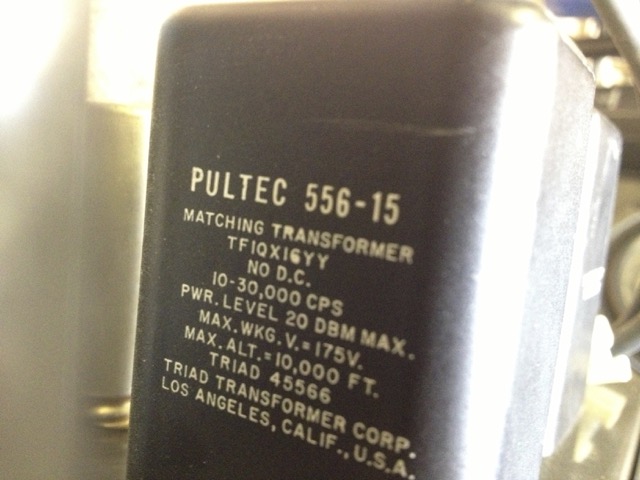 PULTEC 556-15
MATCHING TRANSFORMER
TF1QX16YY
NO D.C.
10-30,000 CPS
PWR. LEVEL 20 DBM MAX.
MAX. WKG. V. = 175V.
MAX. ALT. = 10,000 FT.
TRIAD 45566
TRIAD TRANSFORMER CORP.
LOS ANGELES, CALIF., U.S.A.